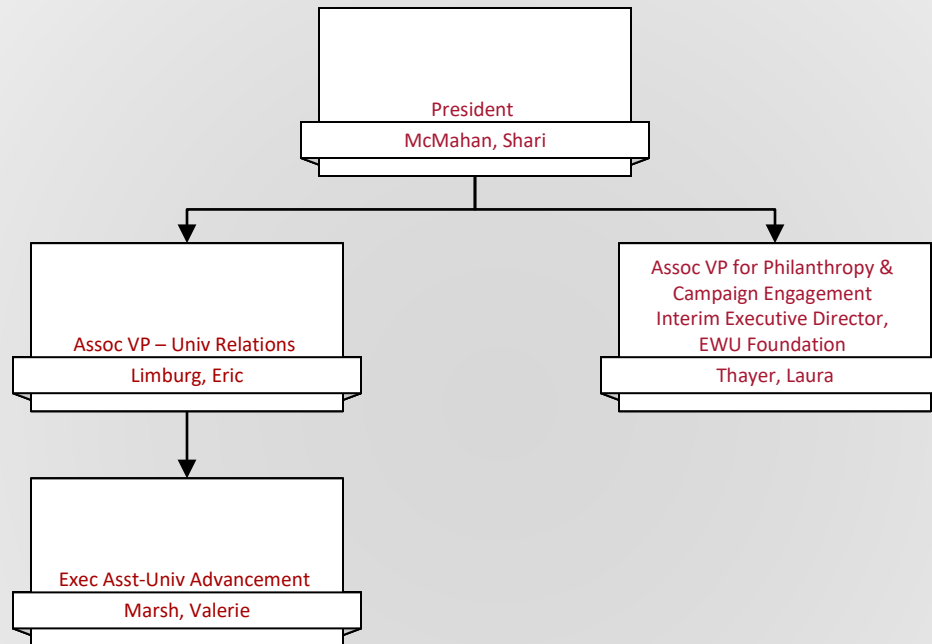 President
McMahan, Shari
Assoc VP – Univ Relations
Limburg, Eric
Assoc VP for Philanthropy &
Campaign Engagement
Interim Executive Director,
EWU Foundation
Thayer, Laura
Exec Asst-Univ Advancement
Marsh, Valerie